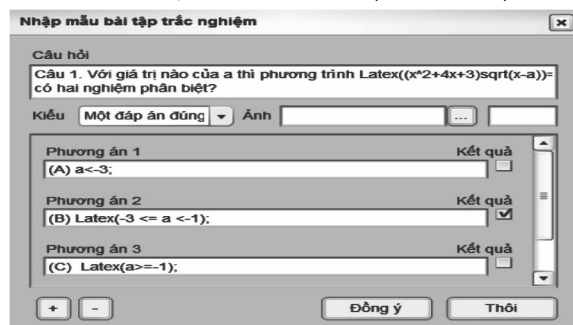 Nhập mẫu bài tập trắc nghiệm
Câu hỏi
Câu 1. Với giá trị nào của a thì phương trình Latex((x^2+4x+3)sqrt(x-a))=
có hai nghiệm phân biệt?
Kiểu Một đáp án đúng Ảnh ...
Phương án 1 Kết quả
(A) a<-3;
Phương án 2 Kết quả
(B) Latex(-3 <= a <-1);
Phương án 3 Kết quả
(C) Latex(a>=-1);
+ - Đồng ý Thôi